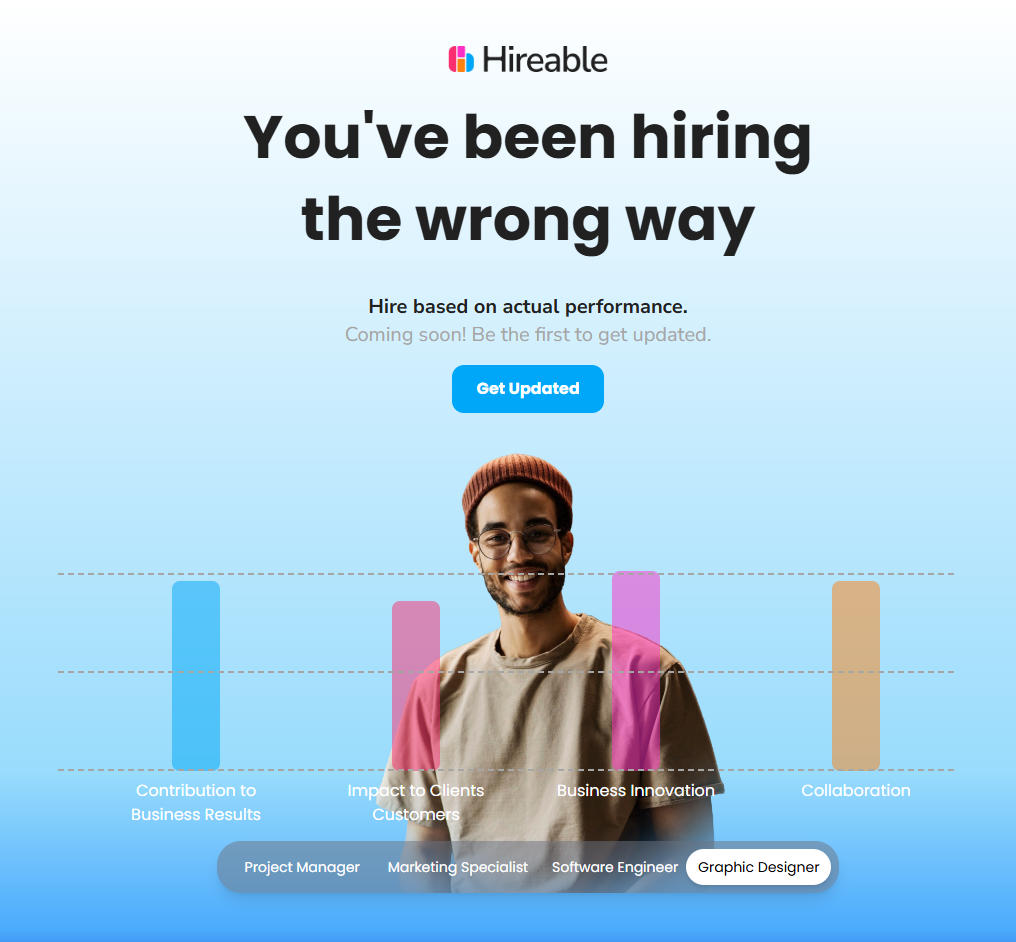 Hireable
You've been hiring
the wrong way
Hire based on actual performance.
Coming soon! Be the first to get updated.
Get Updated
Contribution to
Business Results
Impact to Clients
Customers
Business Innovation
Collaboration
Project Manager
Marketing Specialist
Software Engineer
Graphic Designer